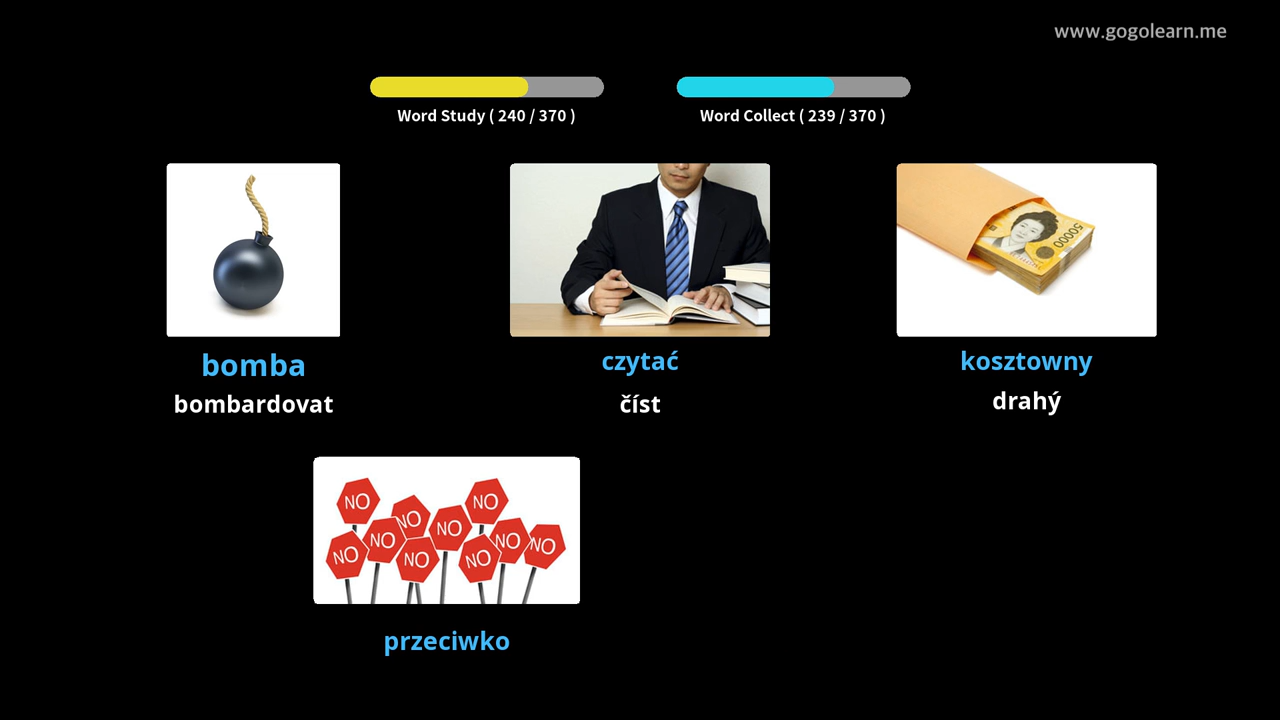 www.gogolearn.me
Word Study ( 240 / 370 )
Word Collect ( 239 / 370 )
50000
bomba
bombardovat
czytać
číst
kosztowny
drahý
NO
NO
NO
NO
NO
NO
NO
NO
NO
NO
przeciwko